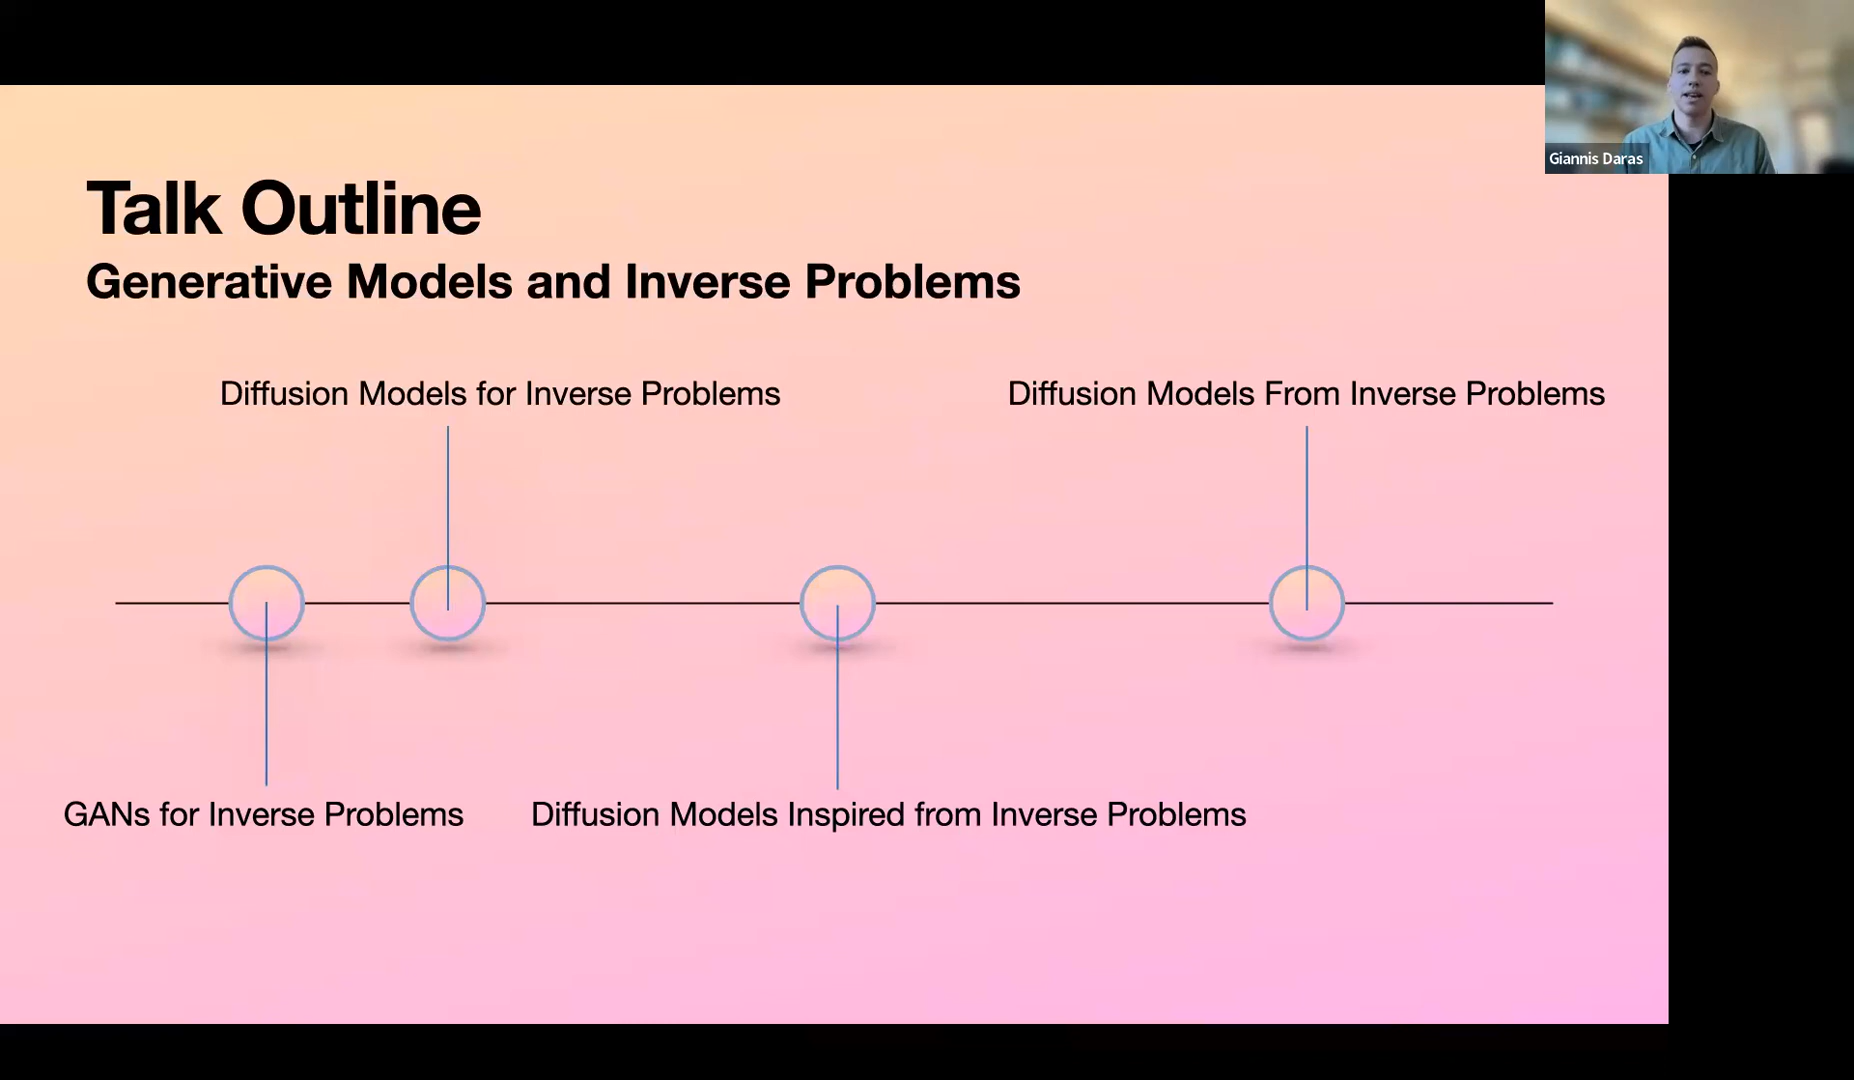 Giannis Daras
Talk Outline
Generative Models and Inverse Problems
Diffusion Models for Inverse Problems
Diffusion Models From Inverse Problems
GANs for Inverse Problems
Diffusion Models Inspired from Inverse Problems